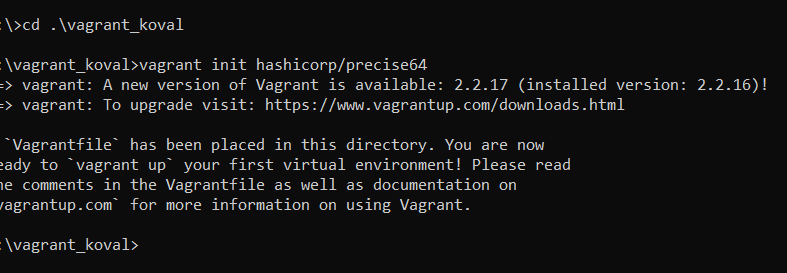 :\>cd .\vagrant_koval
:\vagrant_koval>vagrant init hashicorp/precise64
=> vagrant: A new version of Vagrant is available: 2.2.17 (installed version: 2.2.16)!
=> vagrant: To upgrade visit: https://www.vagrantup.com/downloads.html
`Vagrantfile` has been placed in this directory. You are now
eady to `vagrant up` your first virtual environment! Please read
he comments in the Vagrantfile as well as documentation on
vagrantup.com` for more information on using Vagrant.
:\vagrant_koval>